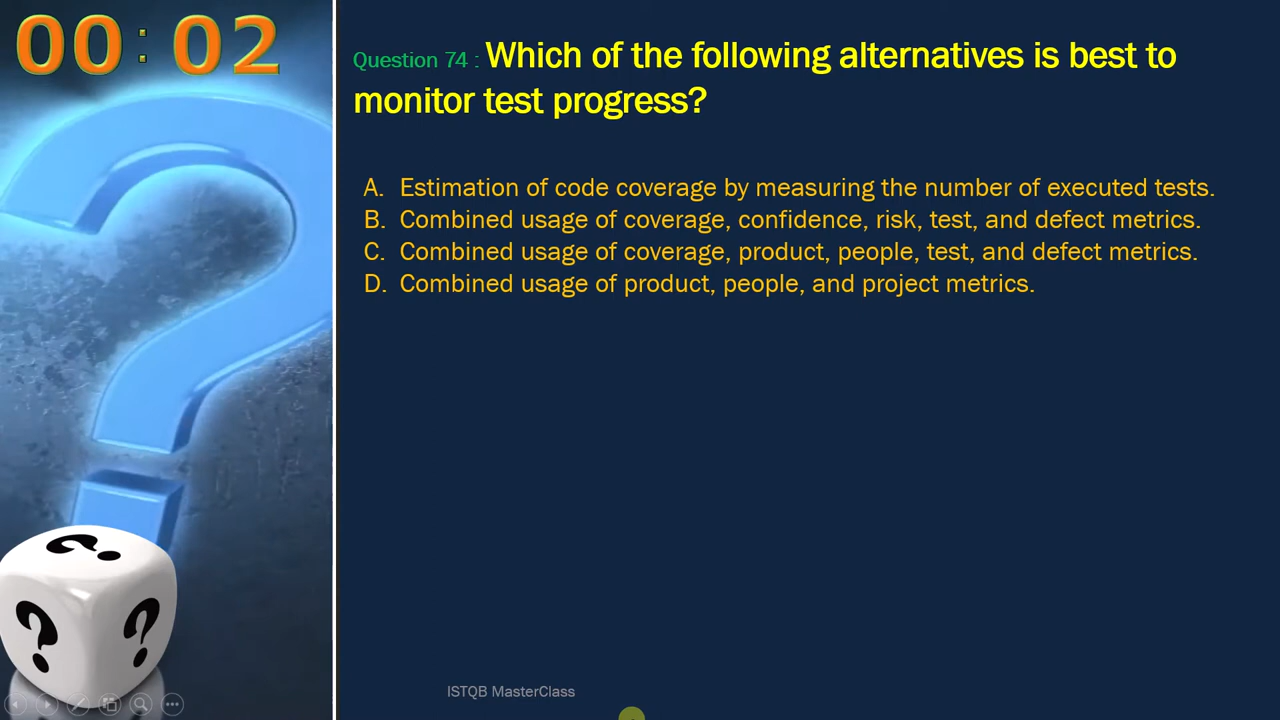 00:02
Question 74 : Which of the following alternatives is best to
monitor test progress?
A. Estimation of code coverage by measuring the number of executed tests.
B. Combined usage of coverage, confidence, risk, test, and defect metrics.
C. Combined usage of coverage, product, people, test, and defect metrics.
D. Combined usage of product, people, and project metrics.
ISTQB MasterClass